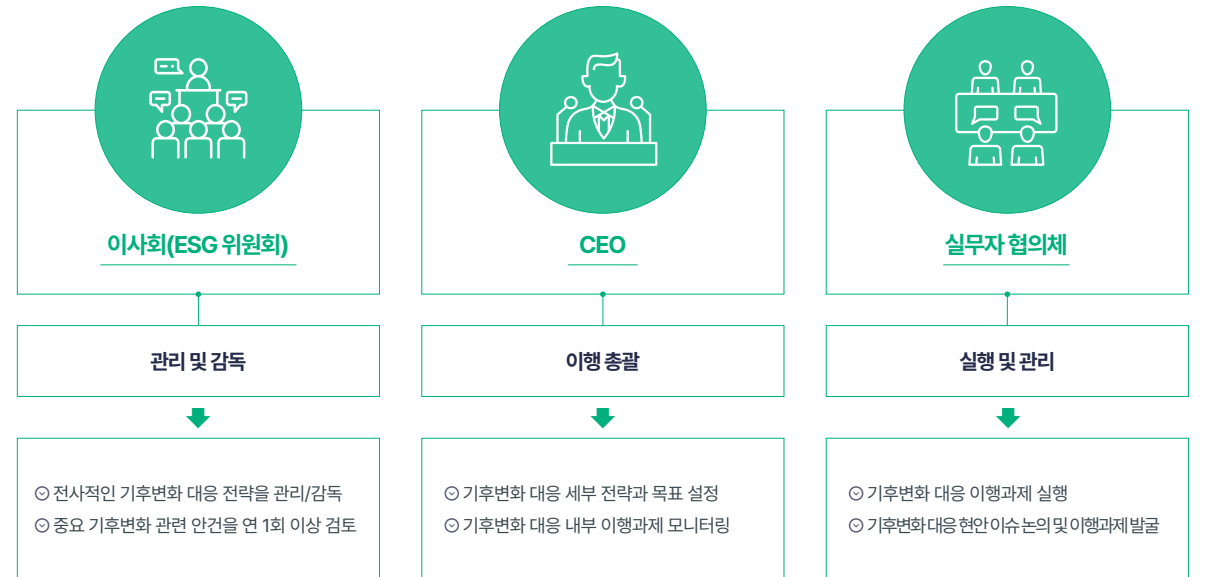 이사회(ESG 위원회)
관리 및 감독
전사적인 기후변화 대응 전략을 관리/감독
중요 기후변화 관련 안건을 연 1회 이상 검토
CEO
이행 총괄
기후변화 대응 세부 전략과 목표 설정
기후변화 대응 내부 이행과제 모니터링
실무자 협의체
실행 및 관리
기후변화 대응 이행과제 실행
기후변화 대응 현안 이슈 논의 및 이행과제 발굴